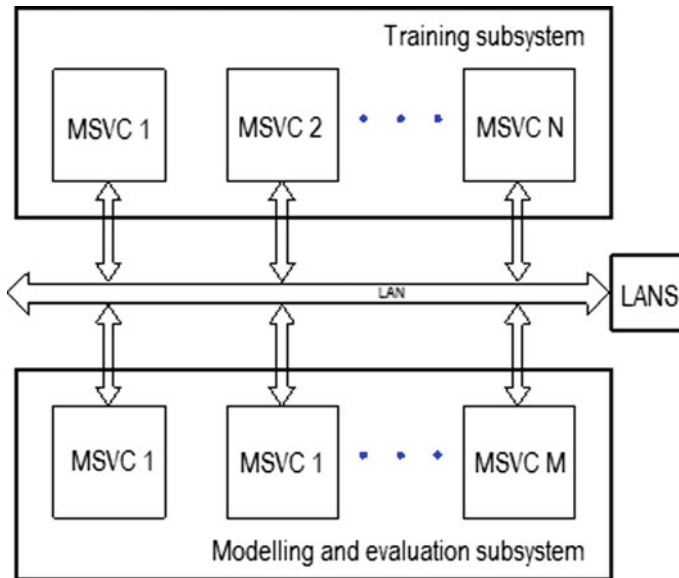 Training subsystem
MSVC 1
MSVC 2
MSVC N
LAN
LANS
MSVC 1
MSVC 1
MSVC M
Modelling and evaluation subsystem